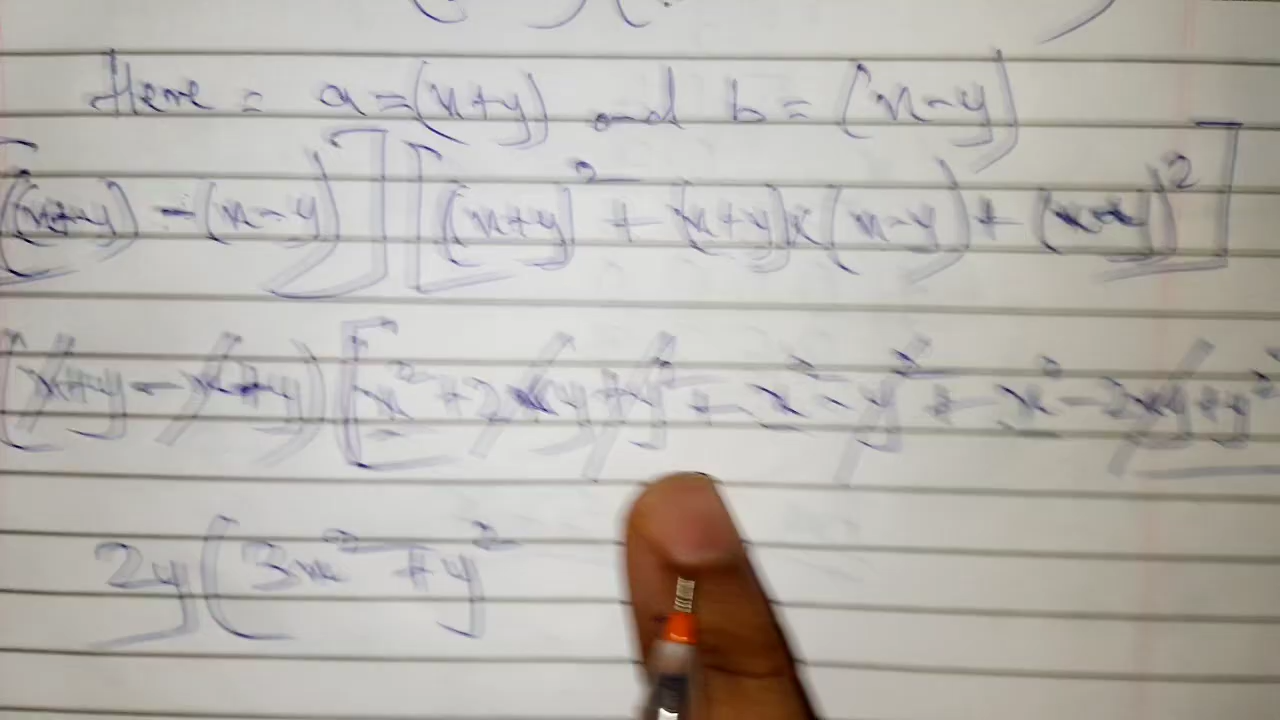 Here = a = (x+y) and b = (x-y)
[(x+y) - (x-y)] [(x+y)² + (x+y)x(x-y) + (x-y)²]
(x+y-x+y) [x²+2xy+y² + x²-y² + x²-2xy+y²
2y(3x² + y²